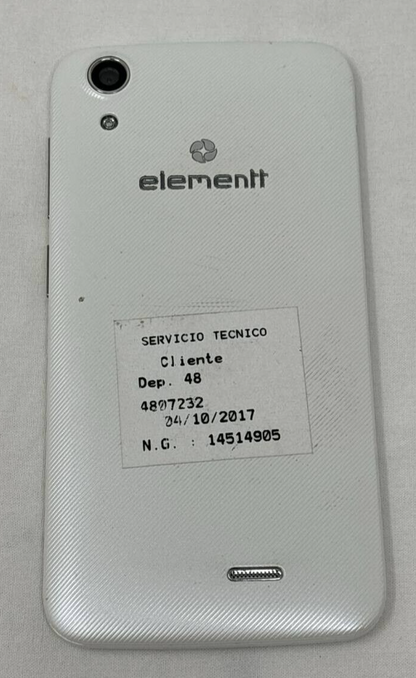 elementt
SERVICIO TECNICO
Cliente
Dep. 48
4807232
04/10/2017
N.G. : 14514905